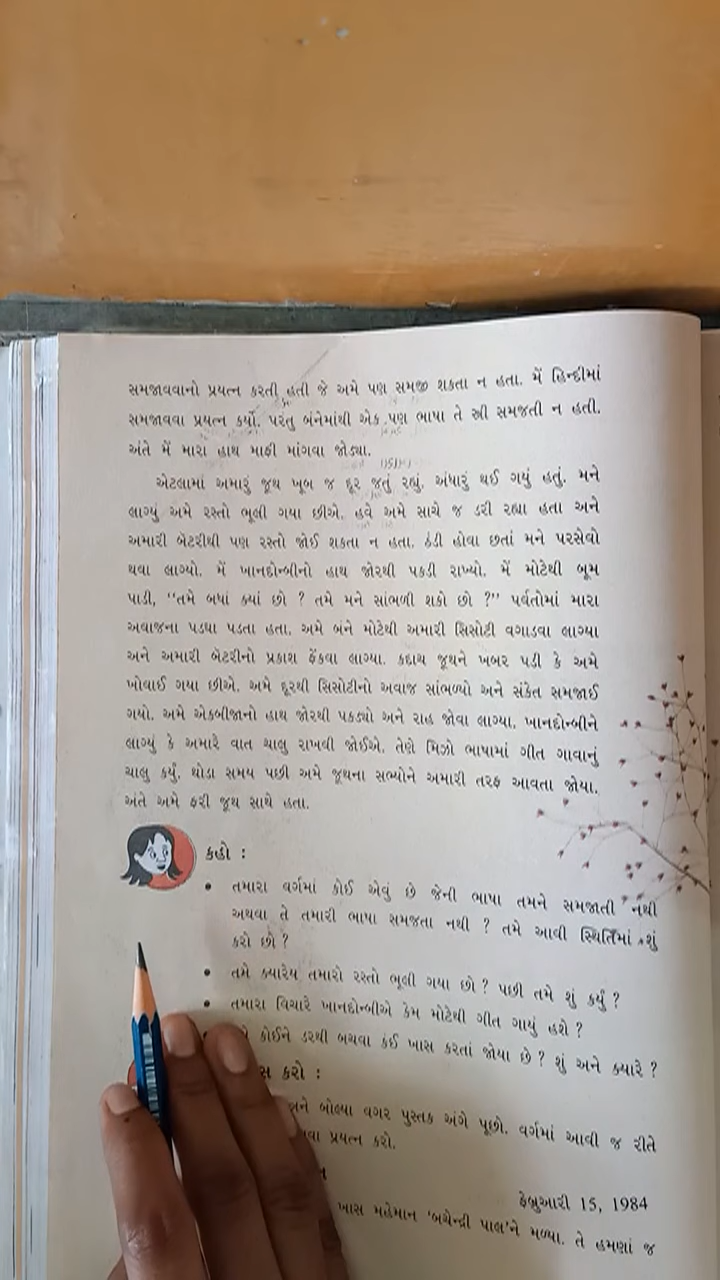 સમજાવવાનો પ્રયત્ન કરતી હતી જે અમે પણ સમજી શકતા ન હતા. મેં હિન્દીમાં
સમજાવવા પ્રયત્ન કર્યો. પરંતુ બંનેમાંથી એક પણ ભાષા તે સ્ત્રી સમજતી ન હતી.
અંતે મેં મારા હાથ માફી માંગવા જોડ્યા.
એટલામાં અમારું જૂથ ખૂબ જ દૂર જતું રહ્યું. અંધારું થઈ ગયું હતું. મને
લાગ્યું અમે રસ્તો ભૂલી ગયા છીએ. હવે અમે સાચે જ ડરી રહ્યા હતા અને
અમારી બેટરીથી પણ રસ્તો જોઈ શકતા ન હતા. ઠંડી હોવા છતાં મને પરસેવો
થવા લાગ્યો. મેં ખાનદોન્બીનો હાથ જોરથી પકડી રાખ્યો. મેં મોટેથી બૂમ
પાડી, “તમે બધાં ક્યાં છો ? તમે મને સાંભળી શકો છો ?” પર્વતોમાં મારા
અવાજના પડઘા પડતા હતા. અમે બંને મોટેથી અમારી સિસોટી વગાડવા લાગ્યા
અને અમારી બેટરીનો પ્રકાશ ફેંકવા લાગ્યા. કદાચ જૂથને ખબર પડી કે અમે
ખોવાઈ ગયા છીએ. અમે દૂરથી સિસોટીનો અવાજ સાંભળ્યો અને સંકેત સમજાઈ
ગયો. અમે એકબીજાનો હાથ જોરથી પકડ્યો અને રાહ જોવા લાગ્યા. ખાનદોન્બીને
લાગ્યું કે અમારે વાત ચાલુ રાખવી જોઈએ. તેણે મિઝો ભાષામાં ગીત ગાવાનું
ચાલુ કર્યું. થોડા સમય પછી અમે જૂથના સભ્યોને અમારી તરફ આવતા જોયા.
અંતે અમે ફરી જૂથ સાથે હતા.
કહો :
• તમારા વર્ગમાં કોઈ એવું છે જેની ભાષા તમને સમજાતી નથી
અથવા તે તમારી ભાષા સમજતા નથી ? તમે આવી સ્થિતિમાં શું
કરો છો ?
• તમે ક્યારેય તમારો રસ્તો ભૂલી ગયા છો ? પછી તમે શું કર્યું ?
• તમારા વિચારે ખાનદોન્બીએ કેમ મોટેથી ગીત ગાયું હશે ?
કોઈને ડરથી બચવા કંઈ ખાસ કરતાં જોયા છે ? શું અને ક્યારે ?
કરો :
બોલ્યા વગર પુસ્તક અંગે પૂછો. વર્ગમાં આવી જ રીતે
પ્રયત્ન કરો.
ફેબ્રુઆરી 15, 1984
ખાસ મહેમાન ‘બચેન્દ્રી પાલ’ને મળ્યા. તે હમણાં જ